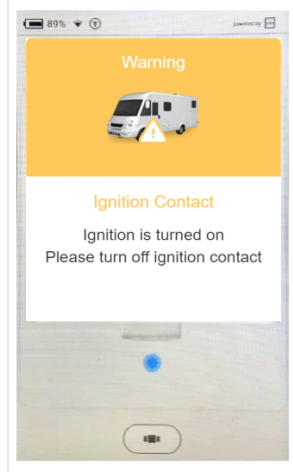 89%
powered by
Warning
Ignition Contact
Ignition is turned on
Please turn off ignition contact